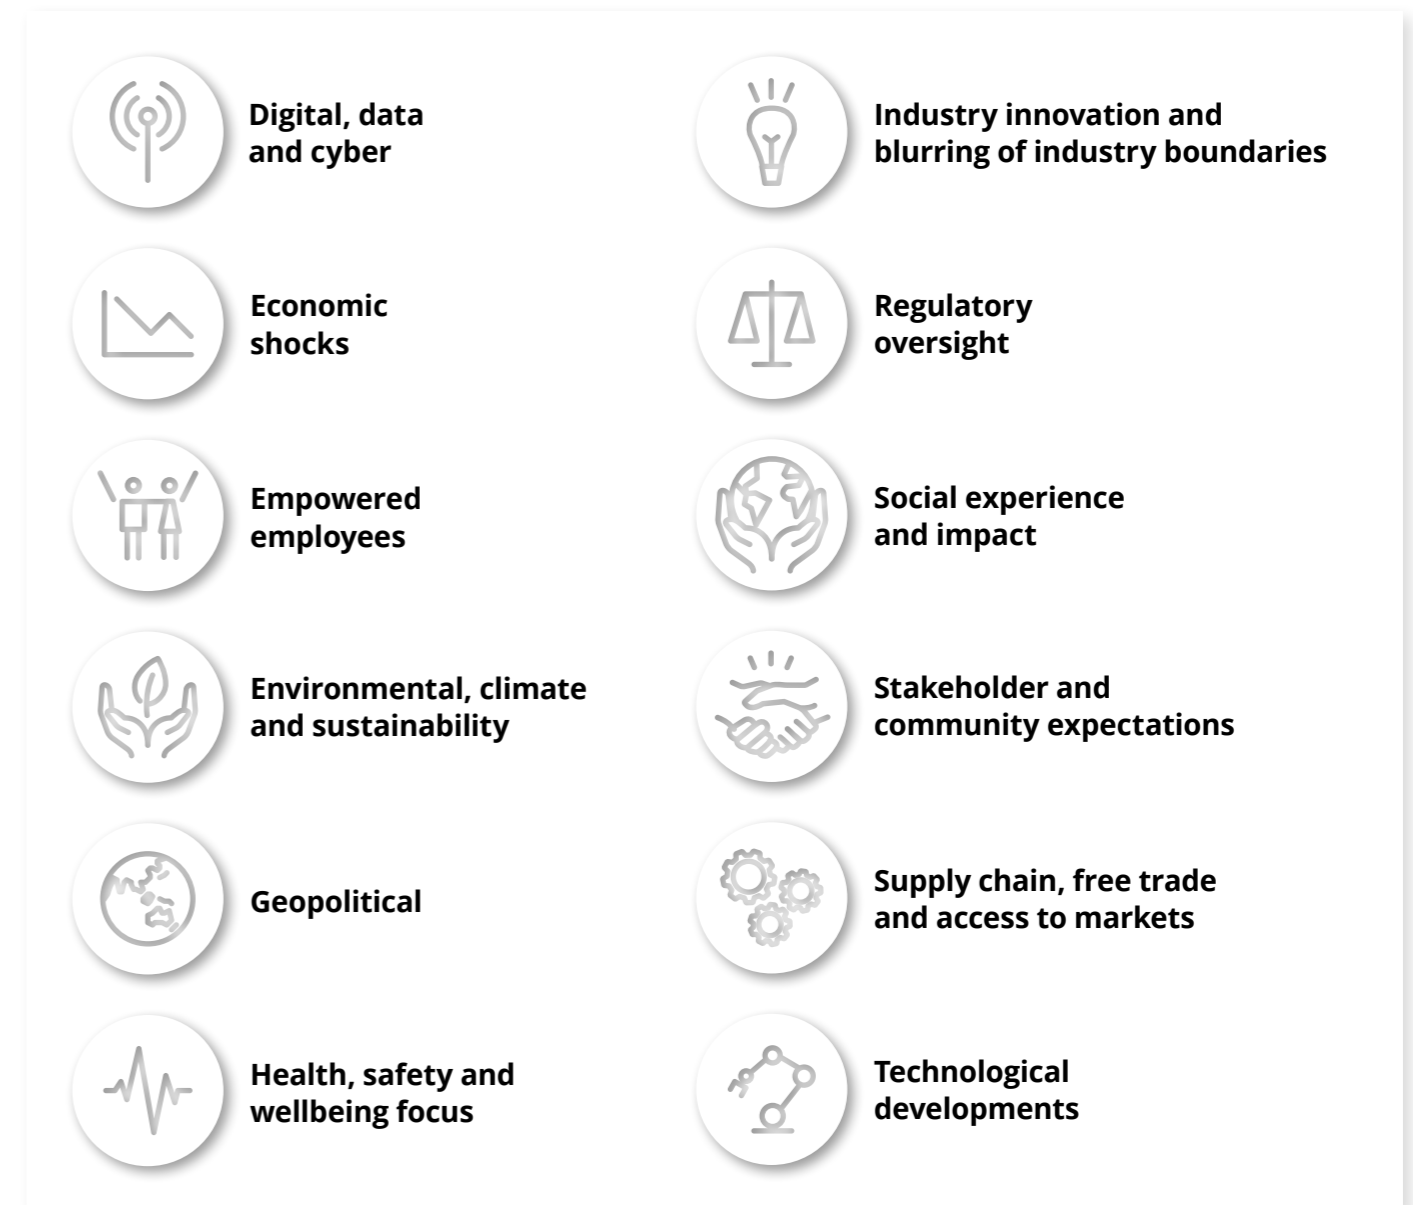 Digital, data
and cyber
Economic
shocks
Empowered
employees
Environmental, climate
and sustainability
Geopolitical
Health, safety and
wellbeing focus
Industry innovation and
blurring of industry boundaries
Regulatory
oversight
Social experience
and impact
Stakeholder and
community expectations
Supply chain, free trade
and access to markets
Technological
developments